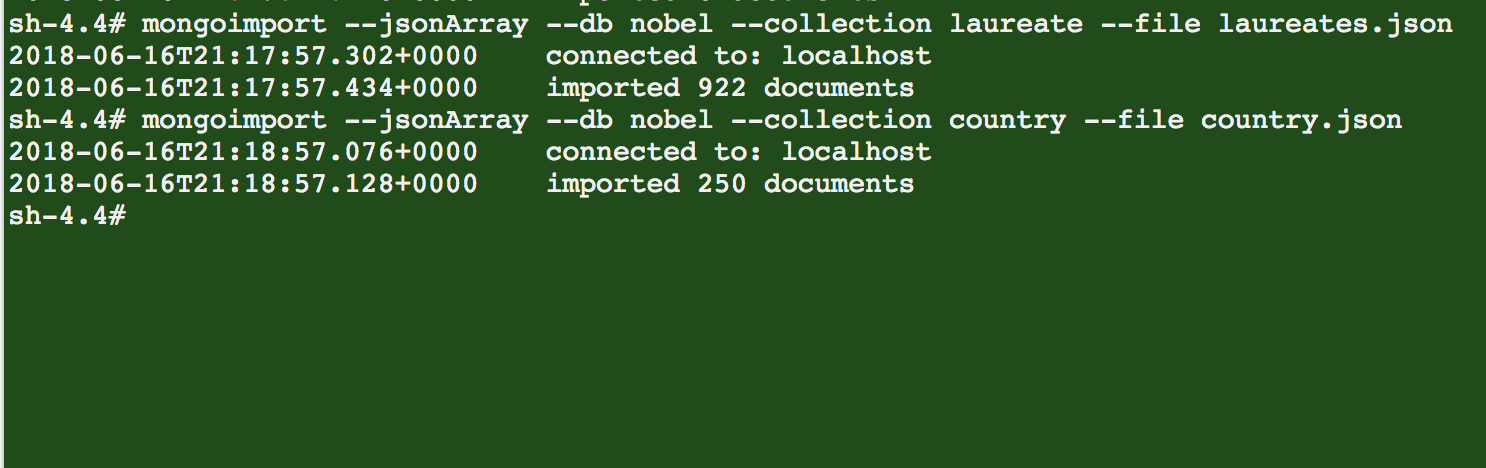 sh-4.4# mongoimport --jsonArray --db nobel --collection laureate --file laureates.json
2018-06-16T21:17:57.302+0000    connected to: localhost
2018-06-16T21:17:57.434+0000    imported 922 documents
sh-4.4# mongoimport --jsonArray --db nobel --collection country --file country.json
2018-06-16T21:18:57.076+0000    connected to: localhost
2018-06-16T21:18:57.128+0000    imported 250 documents
sh-4.4#